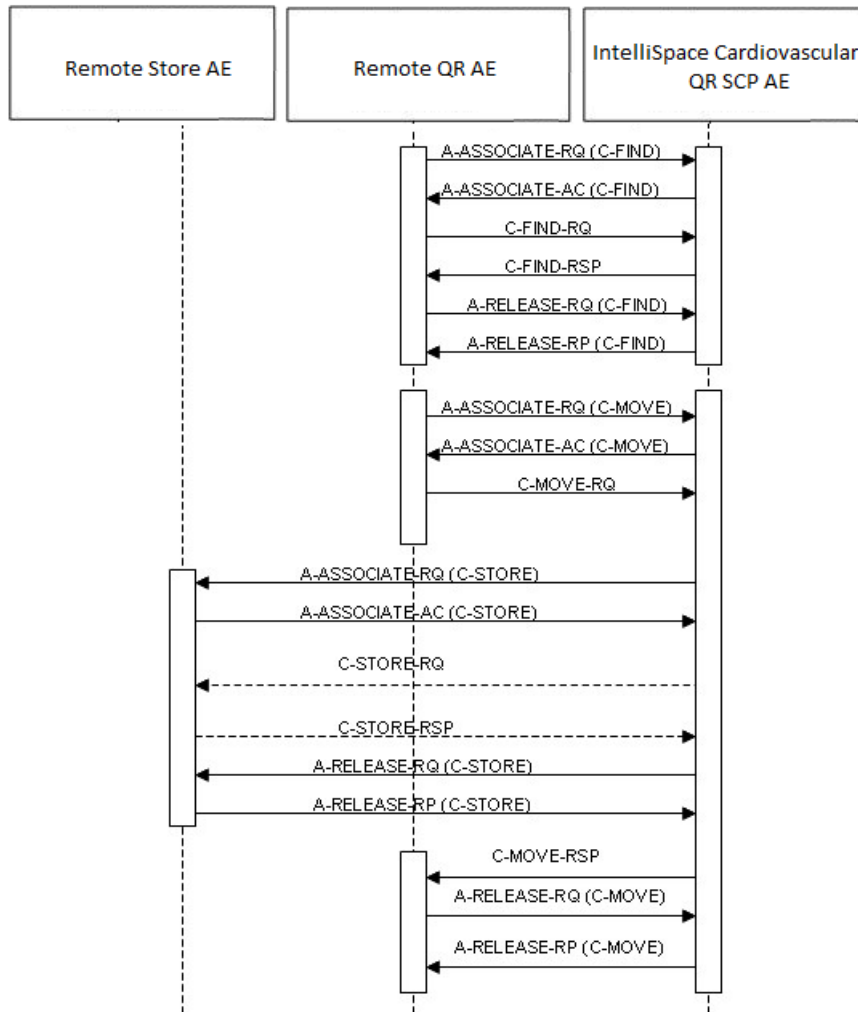 Remote Store AE
Remote QR AE
IntelliSpace Cardiovascular
QR SCP AE
A-ASSOCIATE-RQ (C-FIND)
A-ASSOCIATE-AC (C-FIND)
C-FIND-RQ
C-FIND-RSP
A-RELEASE-RQ (C-FIND)
A-RELEASE-RP (C-FIND)
A-ASSOCIATE-RQ (C-MOVE)
A-ASSOCIATE-AC (C-MOVE)
C-MOVE-RQ
A-ASSOCIATE-RQ (C-STORE)
A-ASSOCIATE-AC (C-STORE)
C-STORE-RQ
C-STORE-RSP
A-RELEASE-RQ (C-STORE)
A-RELEASE-RP (C-STORE)
C-MOVE-RSP
A-RELEASE-RQ (C-MOVE)
A-RELEASE-RP (C-MOVE)